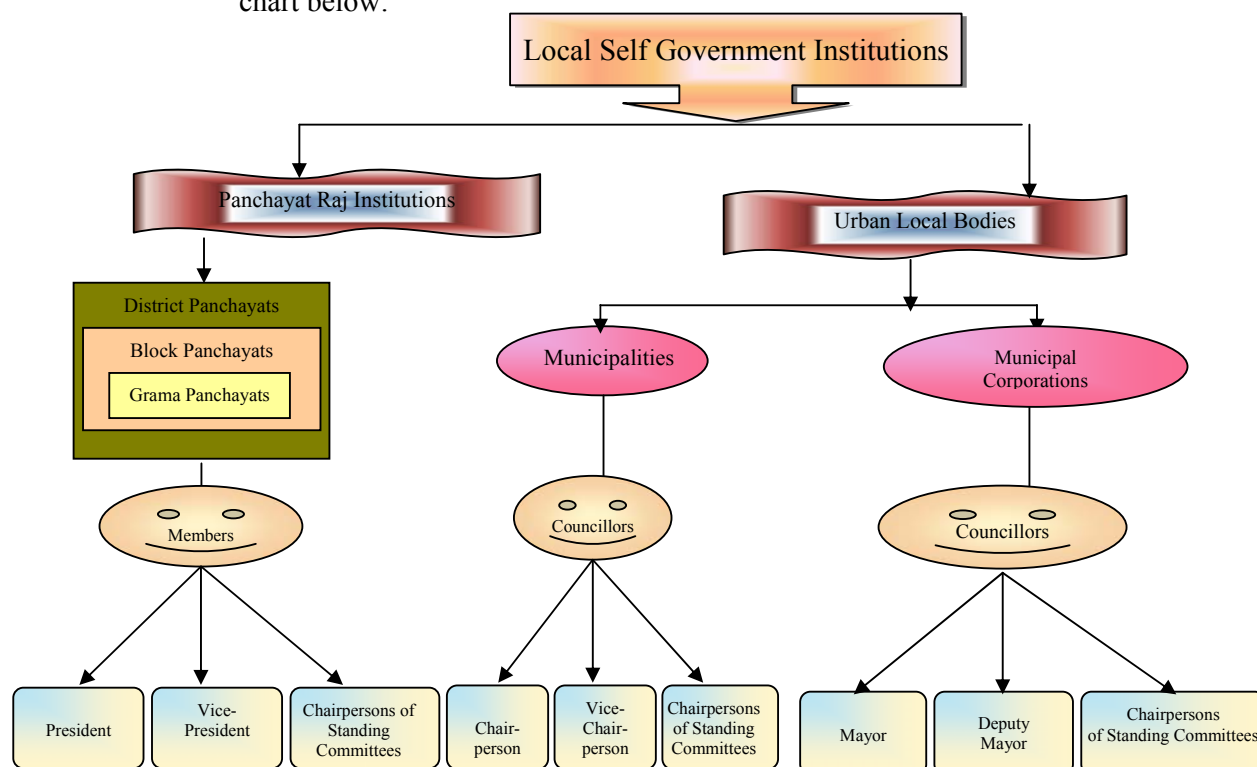 chart below.
Local Self Government Institutions
Panchayat Raj Institutions
Urban Local Bodies
District Panchayats
Block Panchayats
Grama Panchayats
Municipalities
Municipal
Corporations
Members
Councillors
Councillors
President
Vice-
President
Chairpersons of
Standing
Committees
Chair-
person
Vice-
Chair-
person
Chairpersons
of Standing
Committees
Mayor
Deputy
Mayor
Chairpersons
of Standing Committees